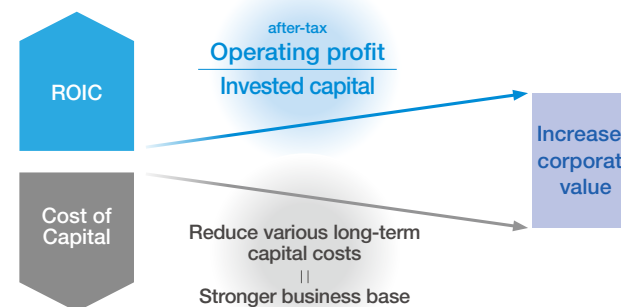 ROIC
after-tax
Operating profit
Invested capital
Increase
corporat
value
Cost of
Capital
Reduce various long-term
capital costs
||
Stronger business base